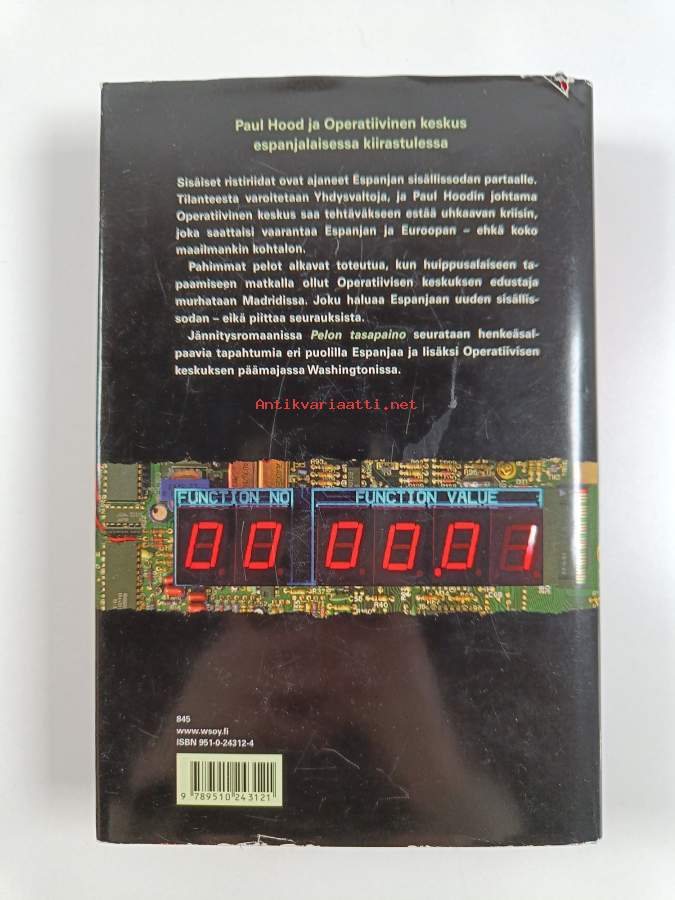 Paul Hood ja Operatiivinen keskus
espanjalaisessa kiirastulessa
Sisäiset ristiriidat ovat ajaneet Espanjan sisällissodan partaalle.
Tilanteesta varoitetaan Yhdysvaltoja, ja Paul Hoodin johtama
Operatiivinen keskus saa tehtäväkseen estää uhkaavan kriisin,
joka saattaisi vaarantaa Espanjan ja Euroopan – ehkä koko
maailmankin kohtalon.
Pahimmat pelot alkavat toteutua, kun huippusalaiseen ta-
paamiseen matkalla ollut Operatiivisen keskuksen edustaja
murhataan Madridissa. Joku haluaa Espanjaan uuden sisällis-
sodan – eikä piittaa seurauksista.
Jännitysromaanissa Pelon tasapaino seurataan henkeäsal-
paavia tapahtumia eri puolilla Espanjaa ja lisäksi Operatiivisen
keskuksen päämajassa Washingtonissa.
Antikvariaatti.net
FUNCTION NO FUNCTION VALUE
00 00.01
C56
R40
845
www.wsoy.fi
ISBN 951-0-24312-4
9 789510 243121